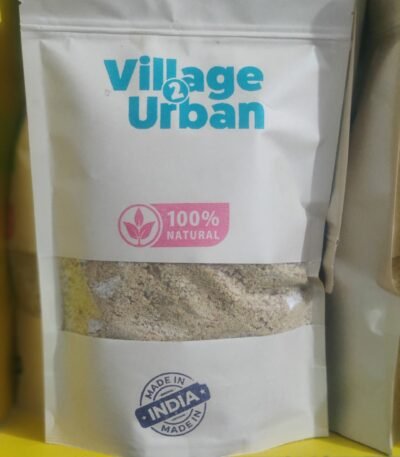 Village
2
Urban
100%
NATURAL
MADE IN
INDIA
MADE IN